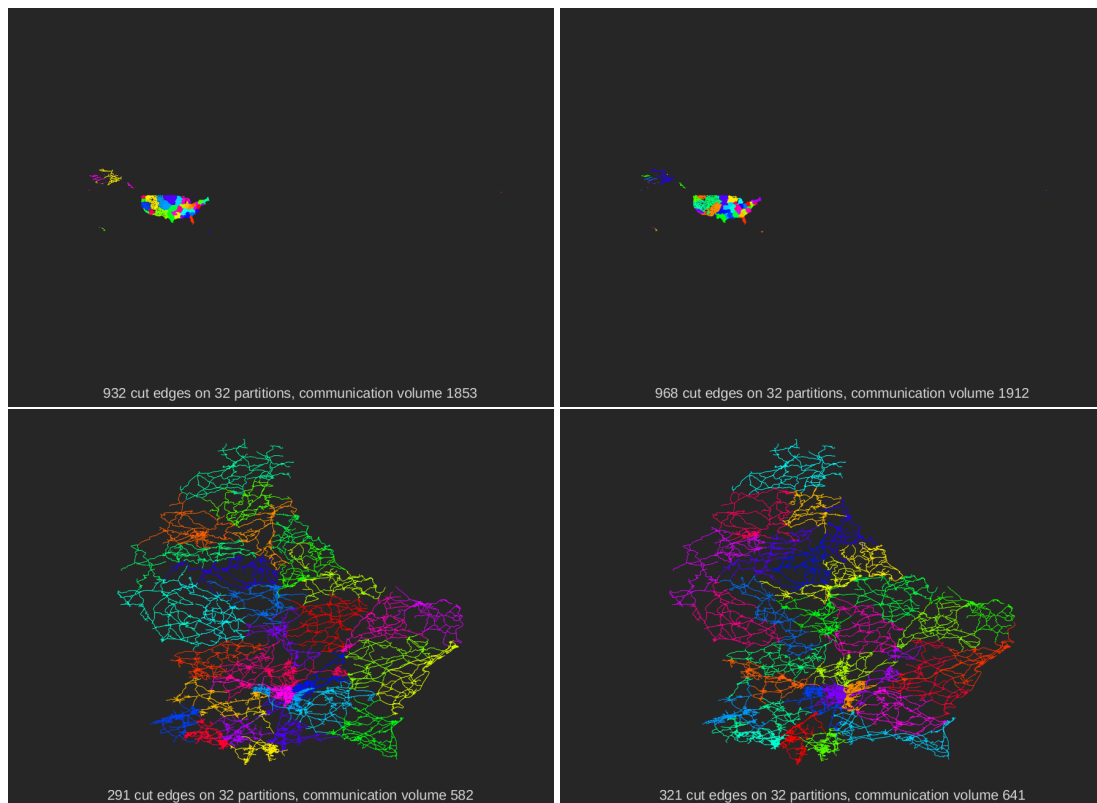 932 cut edges on 32 partitions, communication volume 1853
968 cut edges on 32 partitions, communication volume 1912
291 cut edges on 32 partitions, communication volume 582
321 cut edges on 32 partitions, communication volume 641